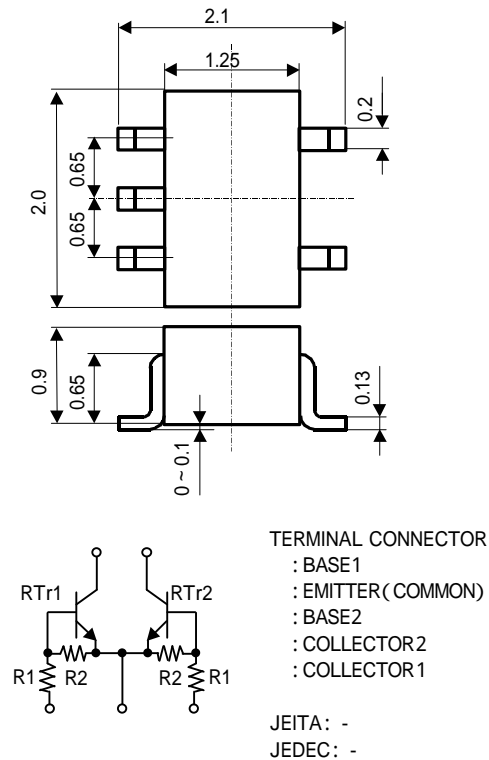 2.1
1.25
0.2
0.65
2.0
0.65
0.9
0.65
0.13
0 ~ 0.1
RTr1
RTr2
R1
R2
R2
R1
TERMINAL CONNECTOR
: BASE1
: EMITTER(COMMON)
: BASE2
: COLLECTOR2
: COLLECTOR1
JEITA: -
JEDEC: -